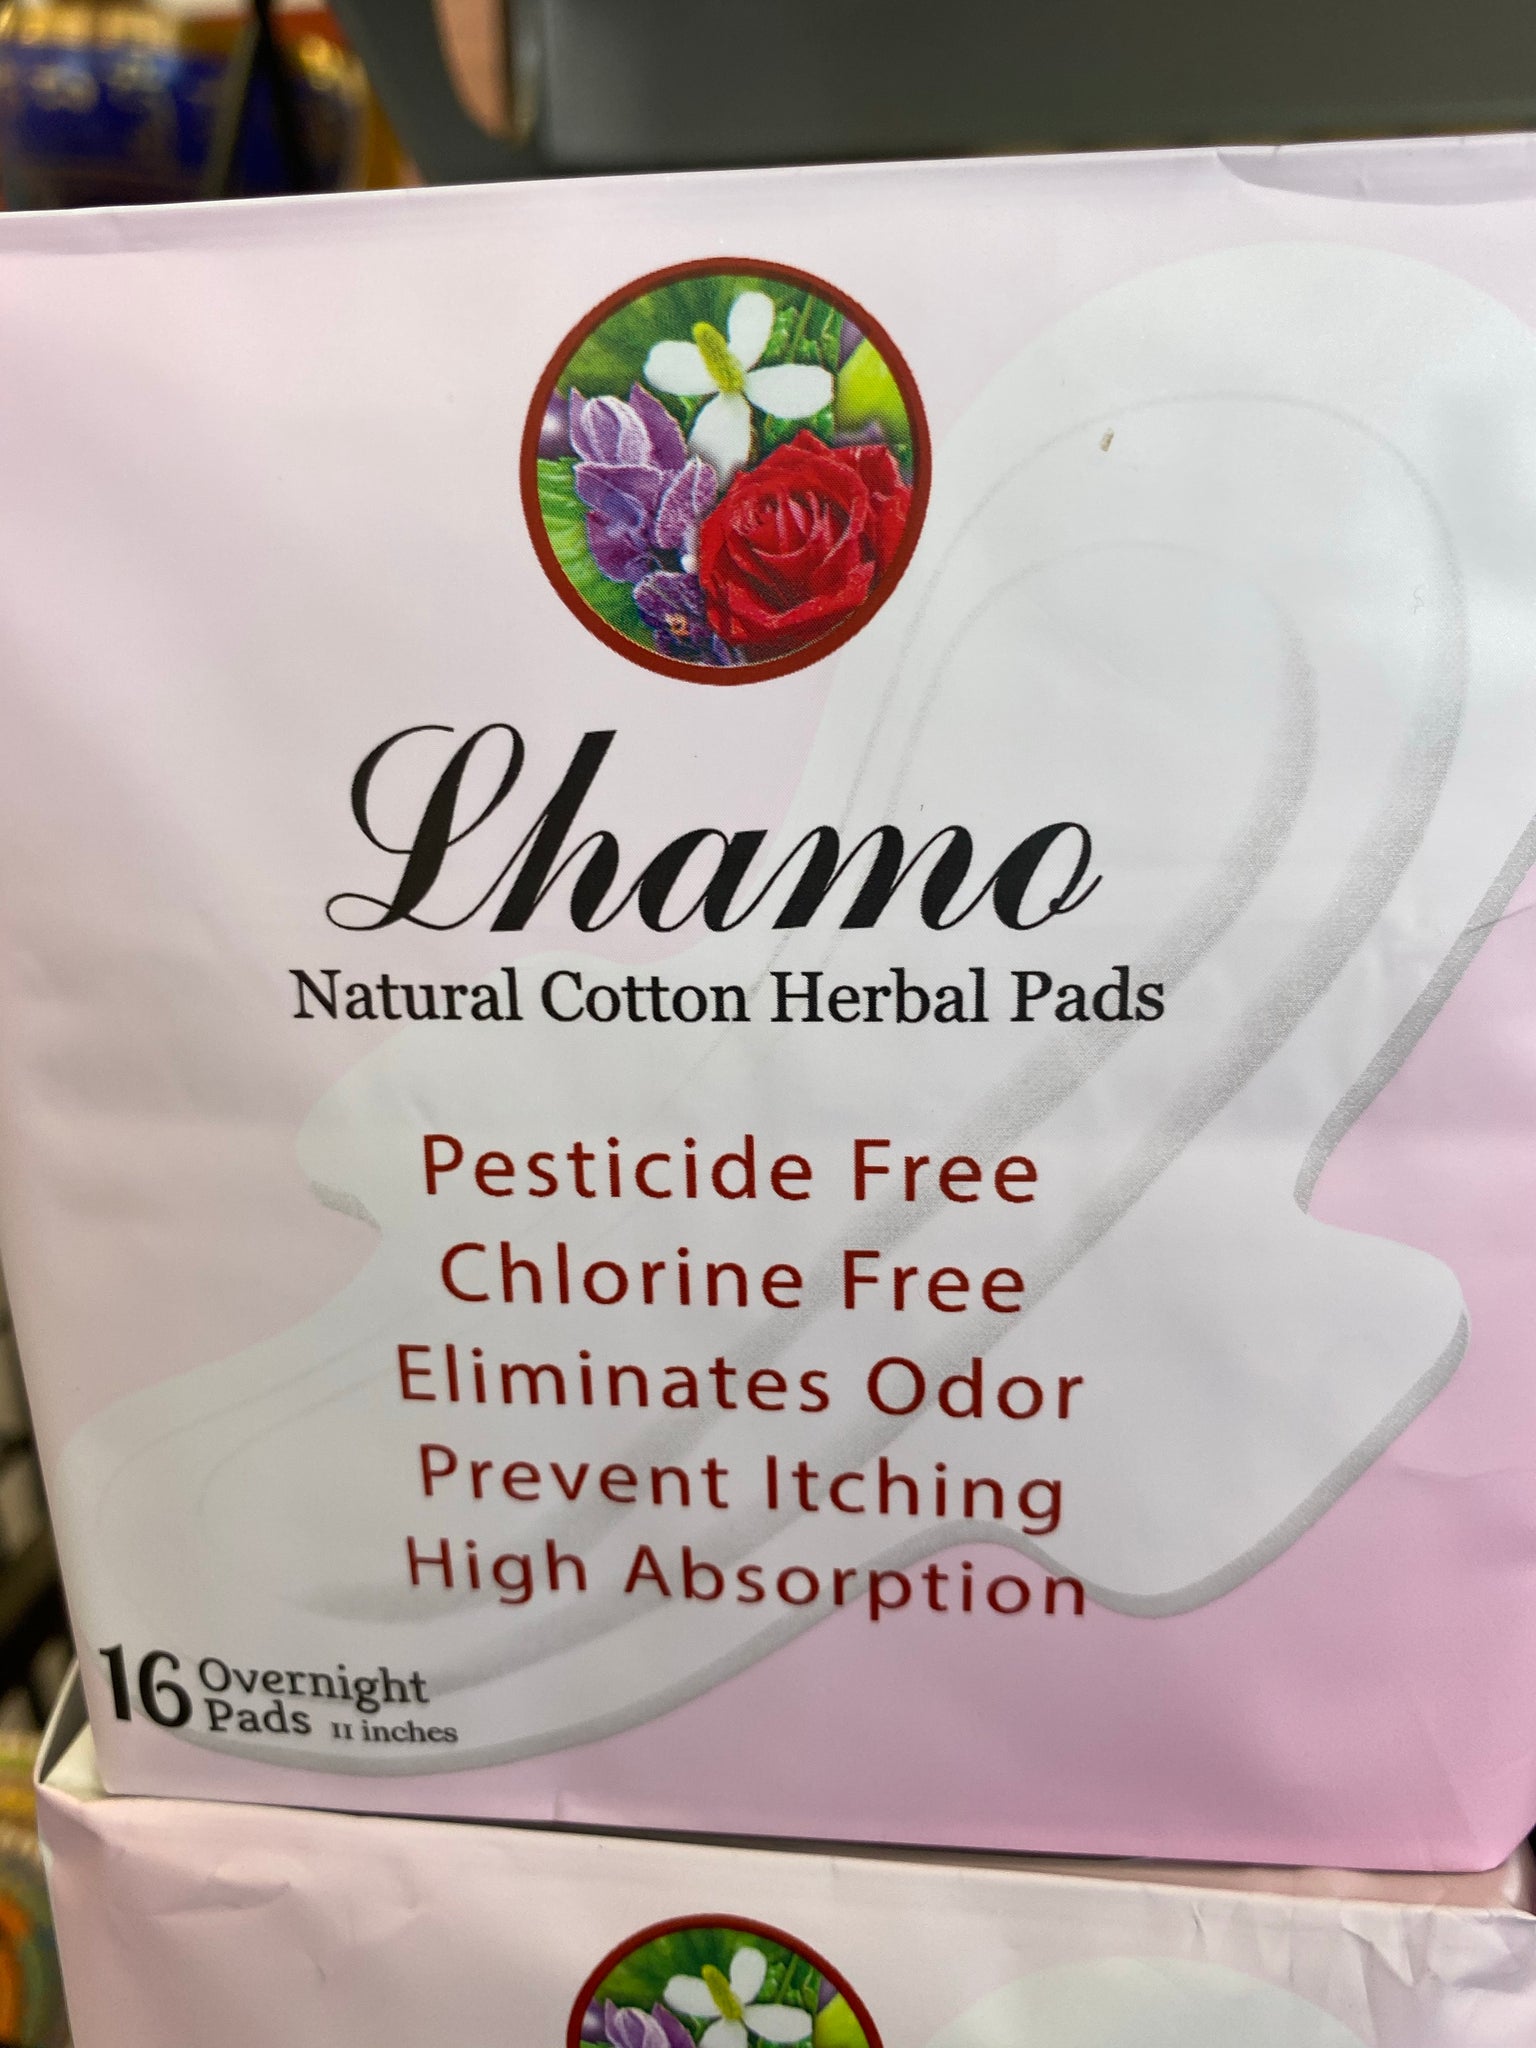 Lhamo
Natural Cotton Herbal Pads
Pesticide Free
Chlorine Free
Eliminates Odor
Prevent Itching
High Absorption
16 Overnight
Pads 11 inches